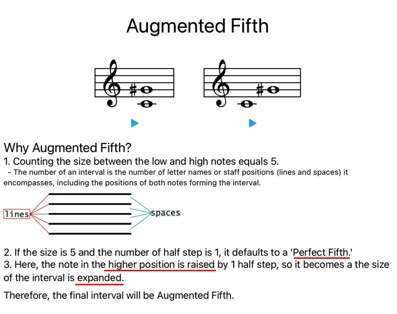 Augmented Fifth
Why Augmented Fifth?
1. Counting the size between the low and high notes equals 5.
- The number of an interval is the number of letter names or staff positions (lines and spaces) it
encompasses, including the positions of both notes forming the interval.
lines
spaces
2. If the size is 5 and the number of half step is 1, it defaults to a 'Perfect Fifth.'
3. Here, the note in the higher position is raised by 1 half step, so it becomes a the size
of the interval is expanded.
Therefore, the final interval will be Augmented Fifth.